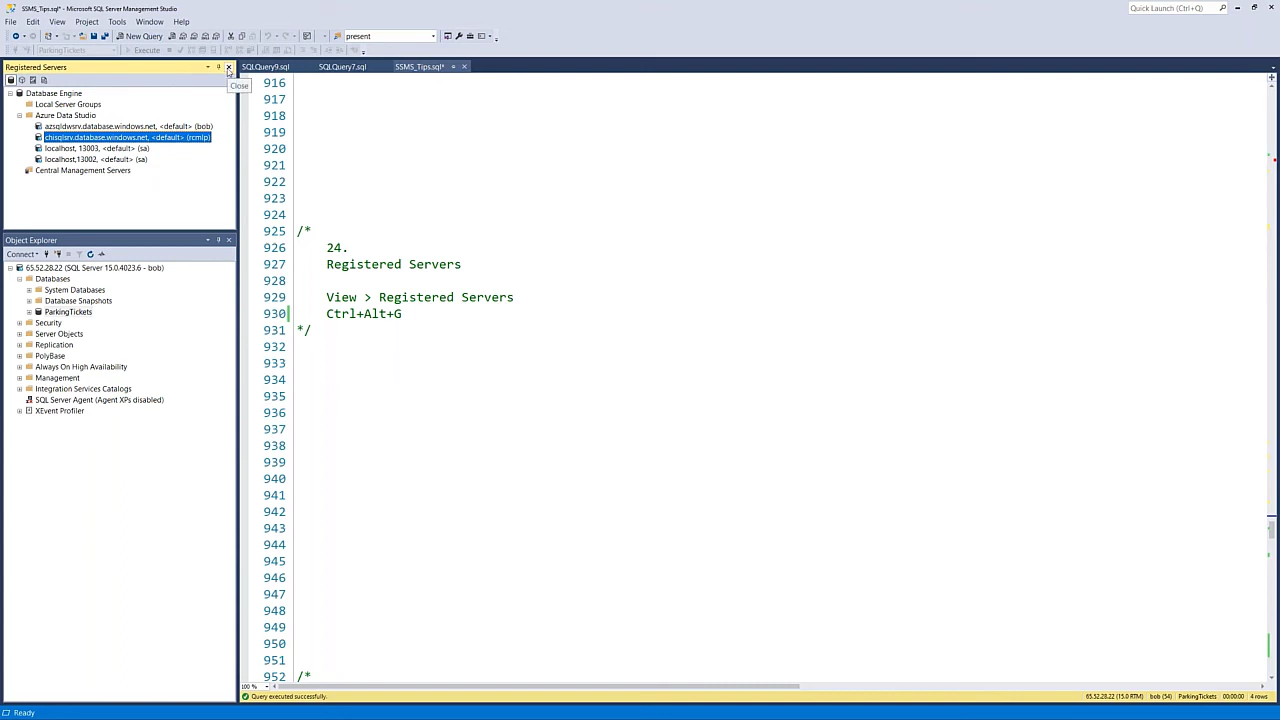 SSMS_Tips.sql* - Microsoft SQL Server Management Studio
Quick Launch (Ctrl+Q)
File Edit View Project Tools Window Help
New Query
present
ParkingTickets
Execute
Registered Servers
Close
Database Engine
Local Server Groups
Azure Data Studio
azsqldwsrv.database.windows.net, <default> (bob)
chisqlsrv.database.windows.net, <default> (rcmlp)
localhost, 13003, <default> (sa)
localhost,13002, <default> (sa)
Central Management Servers
Object Explorer
Connect
65.52.28.22 (SQL Server 15.0.4023.6 - bob)
Databases
System Databases
Database Snapshots
ParkingTickets
Security
Server Objects
Replication
PolyBase
Always On High Availability
Management
Integration Services Catalogs
SQL Server Agent (Agent XPs disabled)
XEvent Profiler
SQLQuery9.sql SQLQuery7.sql SSMS_Tips.sql*
916
917
918
919
920
921
922
923
924
925 /*
926 24.
927 Registered Servers
928
929 View > Registered Servers
930 Ctrl+Alt+G
931 */
932
933
934
935
936
937
938
939
940
941
942
943
944
945
946
947
948
949
950
951
952 /*
100 %
Query executed successfully.
65.52.28.22 (15.0 RTM) bob (54) ParkingTickets 00:00:00 4 rows
Ready